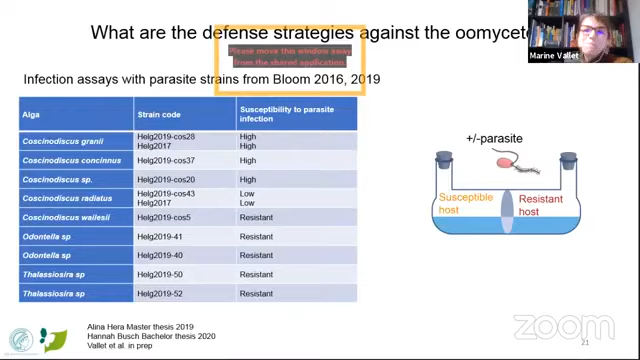 What are the defense strategies against the oomycete
Please move this window away
from the shared application.
Marine Vallet
Infection assays with parasite strains from Bloom 2016, 2019
Alga Strain code Susceptibility to parasite infection
Coscinodiscus granii Helg2019-cos28 High
Helg2017 High
Coscinodiscus concinnus Helg2019-cos37 High
Coscinodiscus sp. Helg2019-cos20 High
Coscinodiscus radiatus Helg2019-cos43 Low
Helg2017 Low
Coscinodiscus wailesii Helg2019-cos5 Resistant
Odontella sp Helg2019-41 Resistant
Odontella sp Helg2019-40 Resistant
Thalassiosira sp Helg2019-50 Resistant
Thalassiosira sp Helg2019-52 Resistant
+/-parasite
Susceptible host
Resistant host
Alina Hera Master thesis 2019
Hannah Busch Bachelor thesis 2020
Vallet et al. in prep
zoom
21